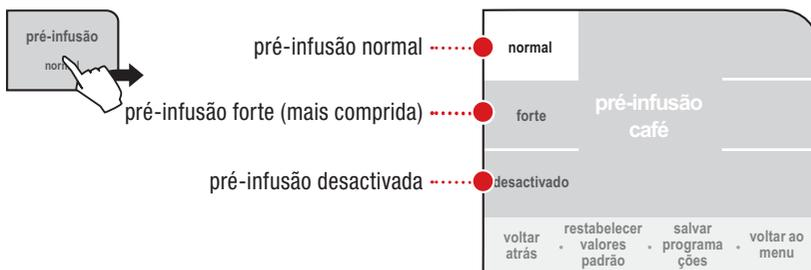 pré-infusão
normal
pré-infusão normal
pré-infusão forte (mais comprida)
pré-infusão desactivada
normal
forte
desactivado
pré-infusão
café
voltar
atrás
restabelecer
valores
padrão
salvar
programa
ções
voltar ao
menu